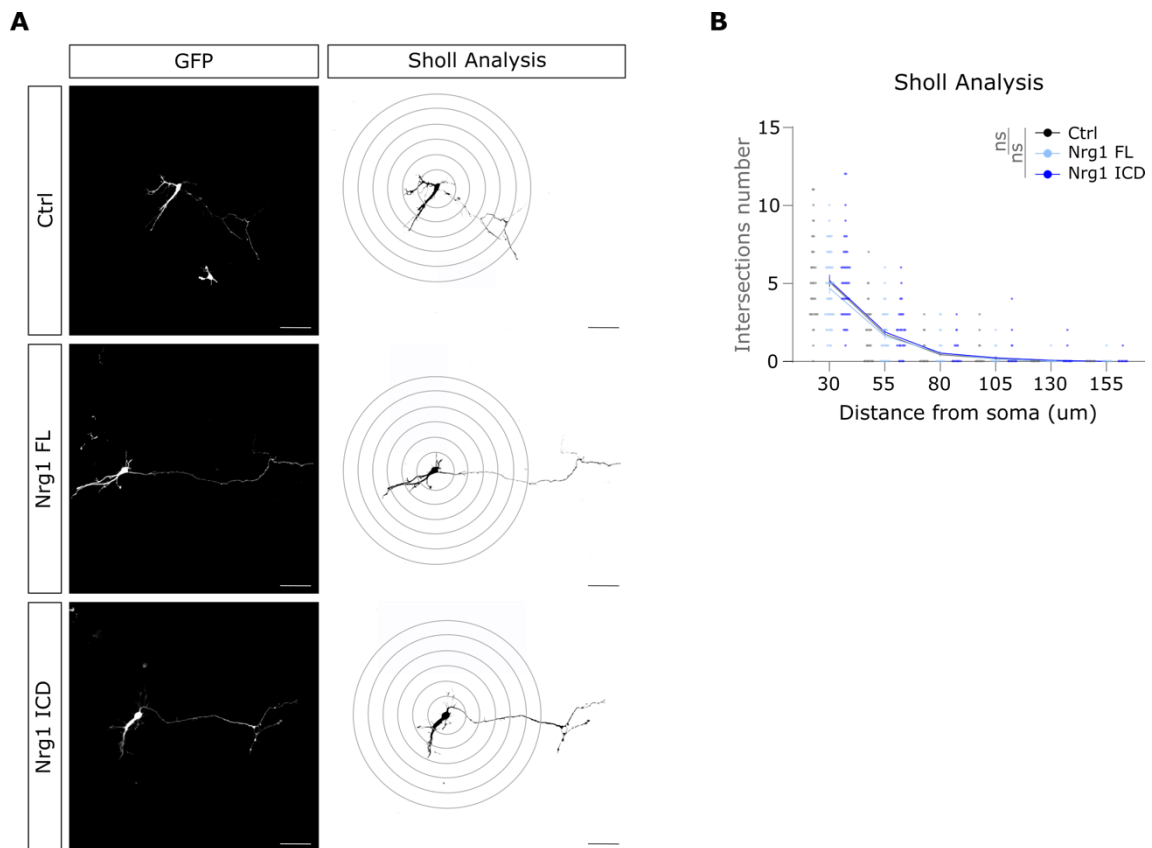 A
GFP
Sholl Analysis
Ctrl
Nrg1 FL
Nrg1 ICD
B
Sholl Analysis
Intersections number
15
10
5
0
ns
ns
Ctrl
Nrg1 FL
Nrg1 ICD
30 55 80 105 130 155
Distance from soma (um)